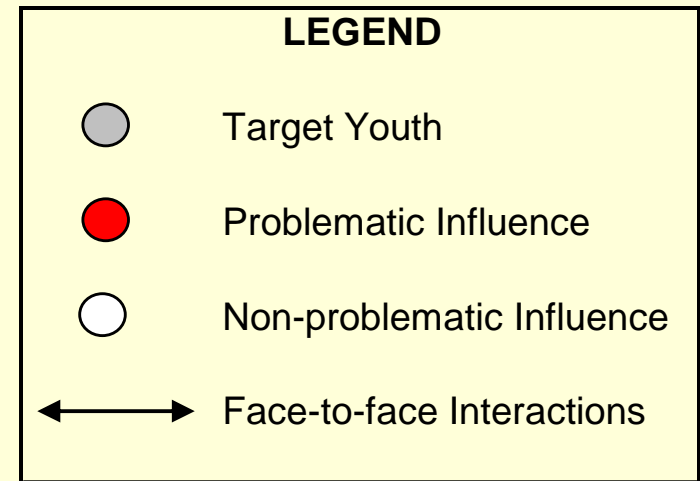 LEGEND
Target Youth
Problematic Influence
Non-problematic Influence
Face-to-face Interactions